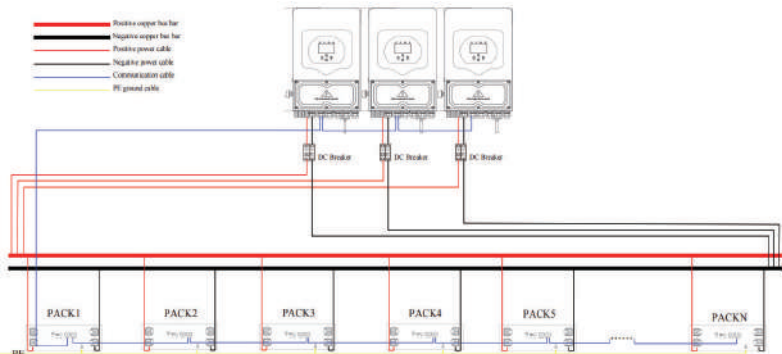 Positive copper bus bar
Negative copper bus bar
Positive power cable
Negative power cable
Communication cable
PE ground cable
DC Breaker
DC Breaker
DC Breaker
PACK1
PACK2
PACK3
PACK4
PACK5
PACKN